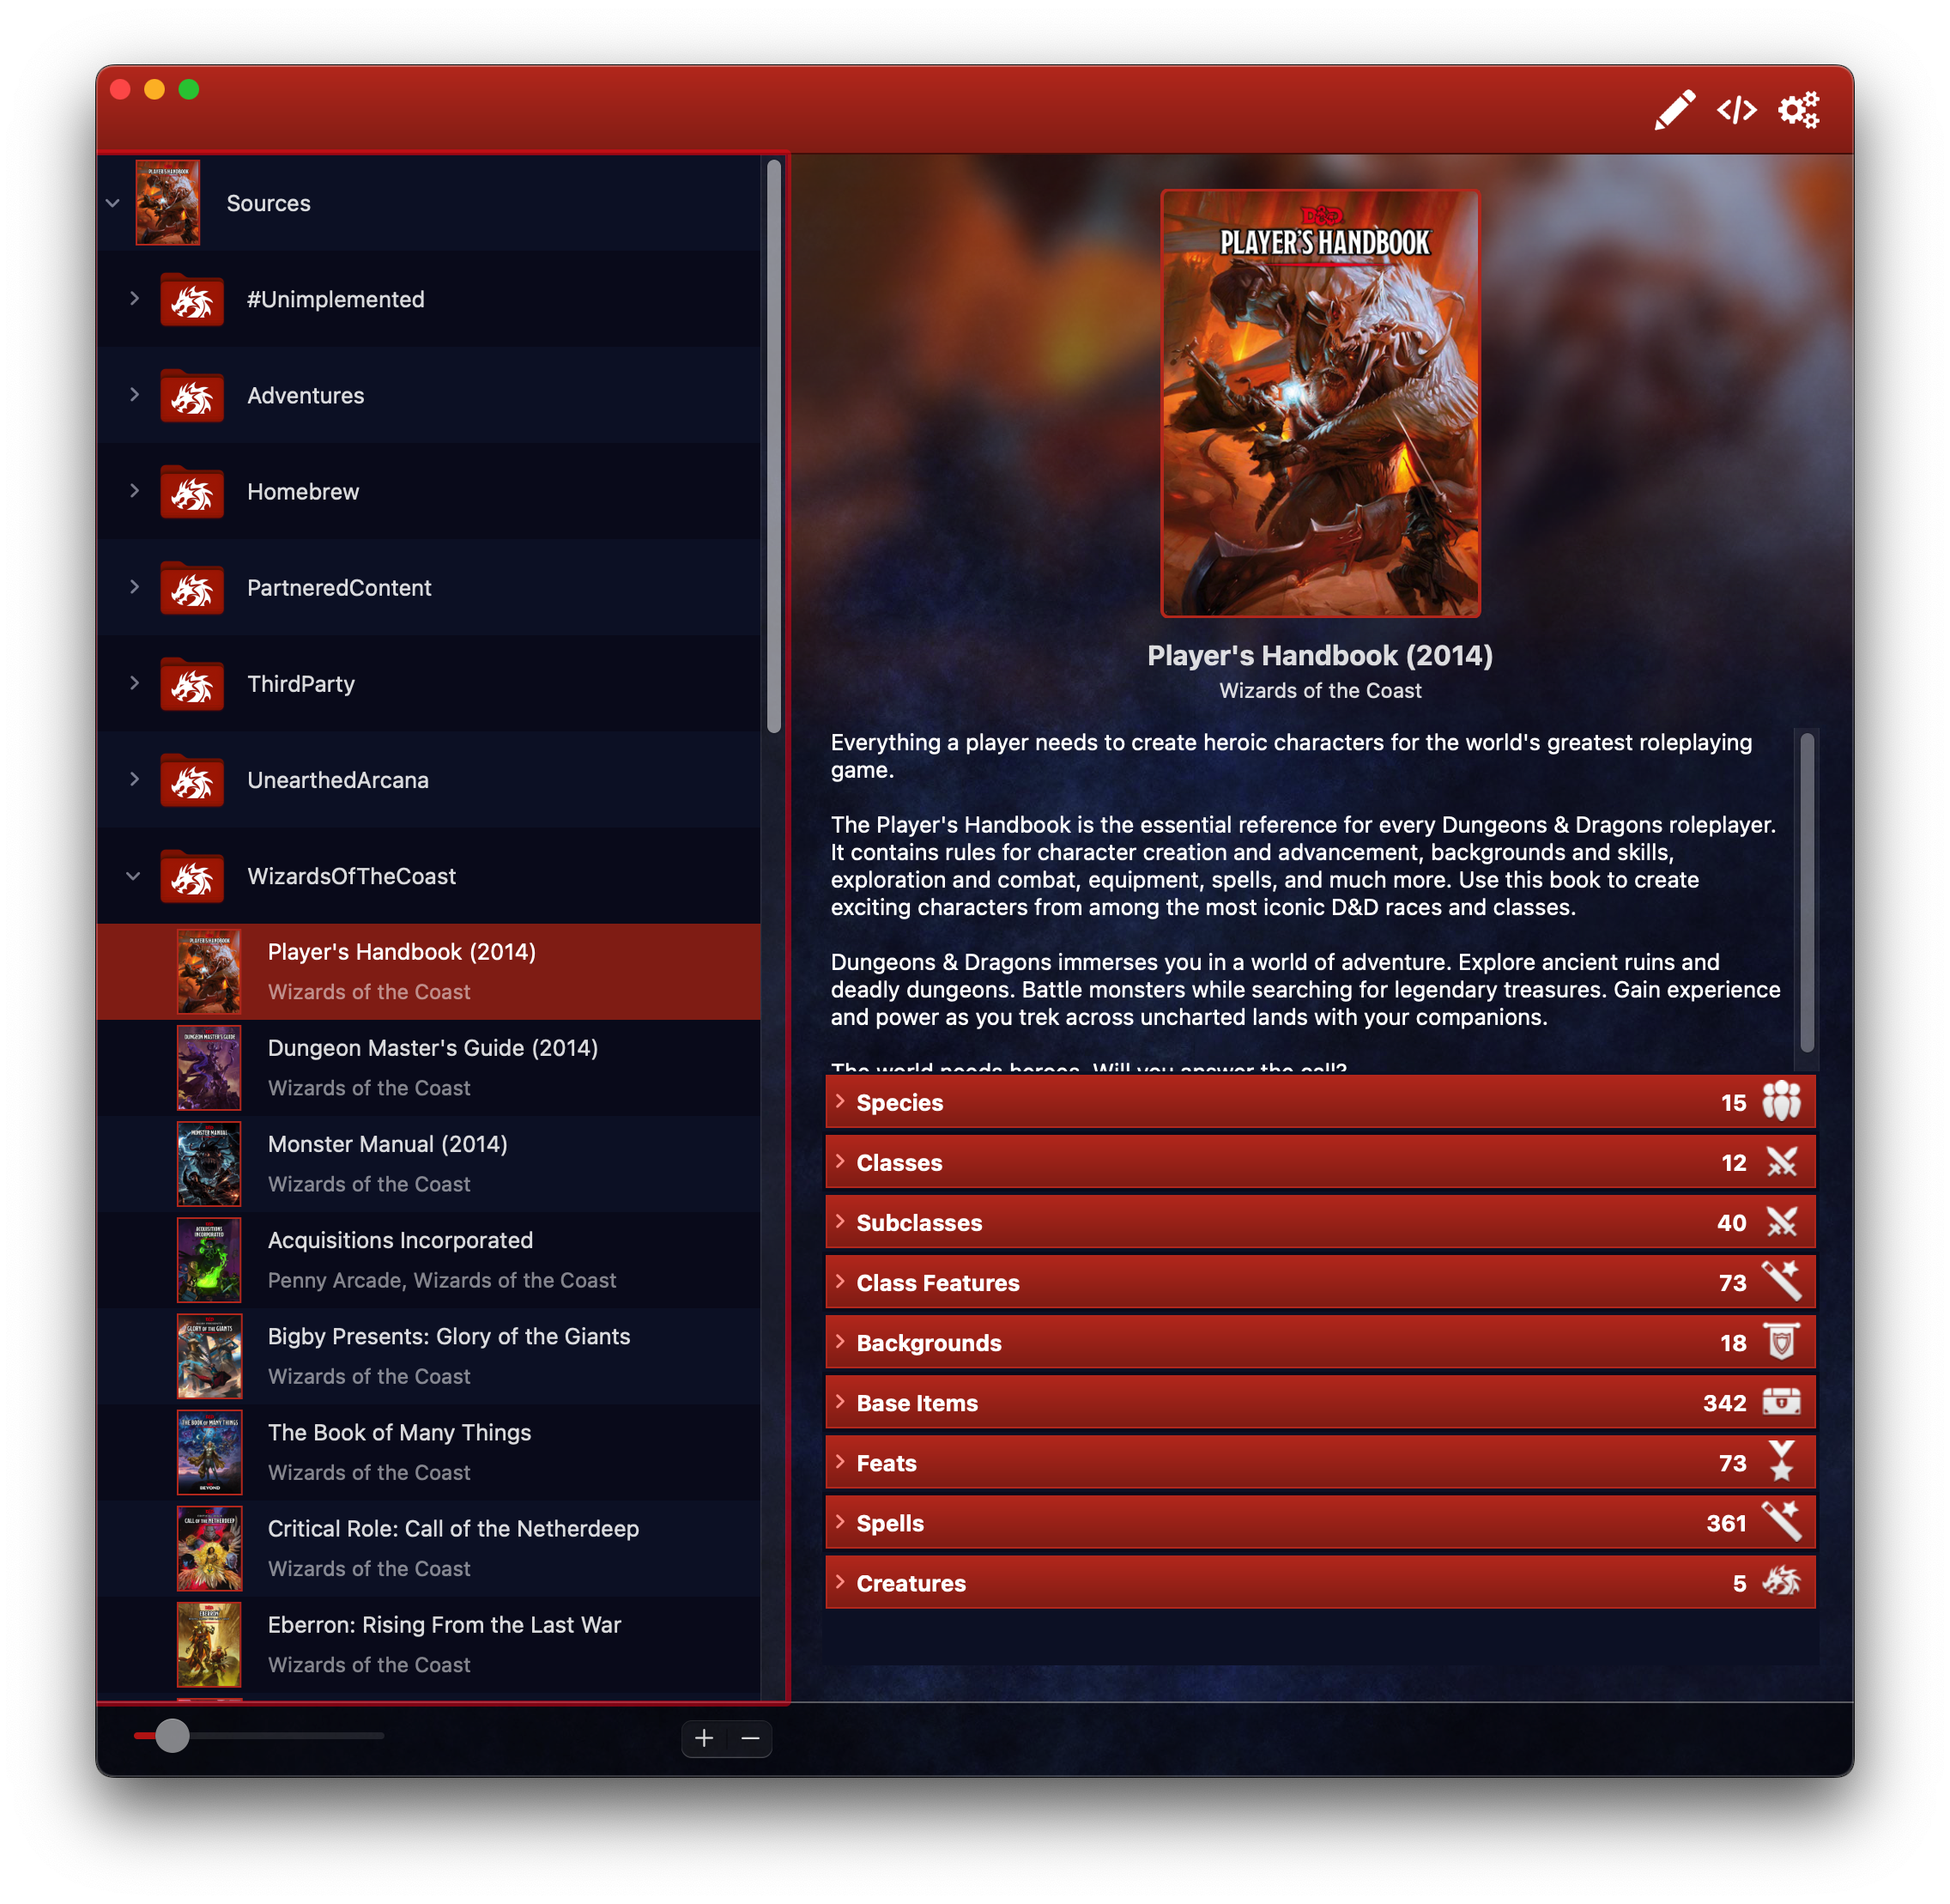 Sources
#Unimplemented
Adventures
Homebrew
PartneredContent
ThirdParty
UnearthedArcana
WizardsOfTheCoast
Player's Handbook (2014)
Wizards of the Coast
Dungeon Master's Guide (2014)
Wizards of the Coast
Monster Manual (2014)
Wizards of the Coast
Acquisitions Incorporated
Penny Arcade, Wizards of the Coast
Bigby Presents: Glory of the Giants
Wizards of the Coast
The Book of Many Things
Wizards of the Coast
Critical Role: Call of the Netherdeep
Wizards of the Coast
Eberron: Rising From the Last War
Wizards of the Coast
D&D
PLAYER'S HANDBOOK
Player's Handbook (2014)
Wizards of the Coast
Everything a player needs to create heroic characters for the world's greatest roleplaying
game.
The Player's Handbook is the essential reference for every Dungeons & Dragons roleplayer.
It contains rules for character creation and advancement, backgrounds and skills,
exploration and combat, equipment, spells, and much more. Use this book to create
exciting characters from among the most iconic D&D races and classes.
Dungeons & Dragons immerses you in a world of adventure. Explore ancient ruins and
deadly dungeons. Battle monsters while searching for legendary treasures. Gain experience
and power as you trek across uncharted lands with your companions.
The world needs heroes. Will you answer the call?
Species 15
Classes 12
Subclasses 40
Class Features 73
Backgrounds 18
Base Items 342
Feats 73
Spells 361
Creatures 5